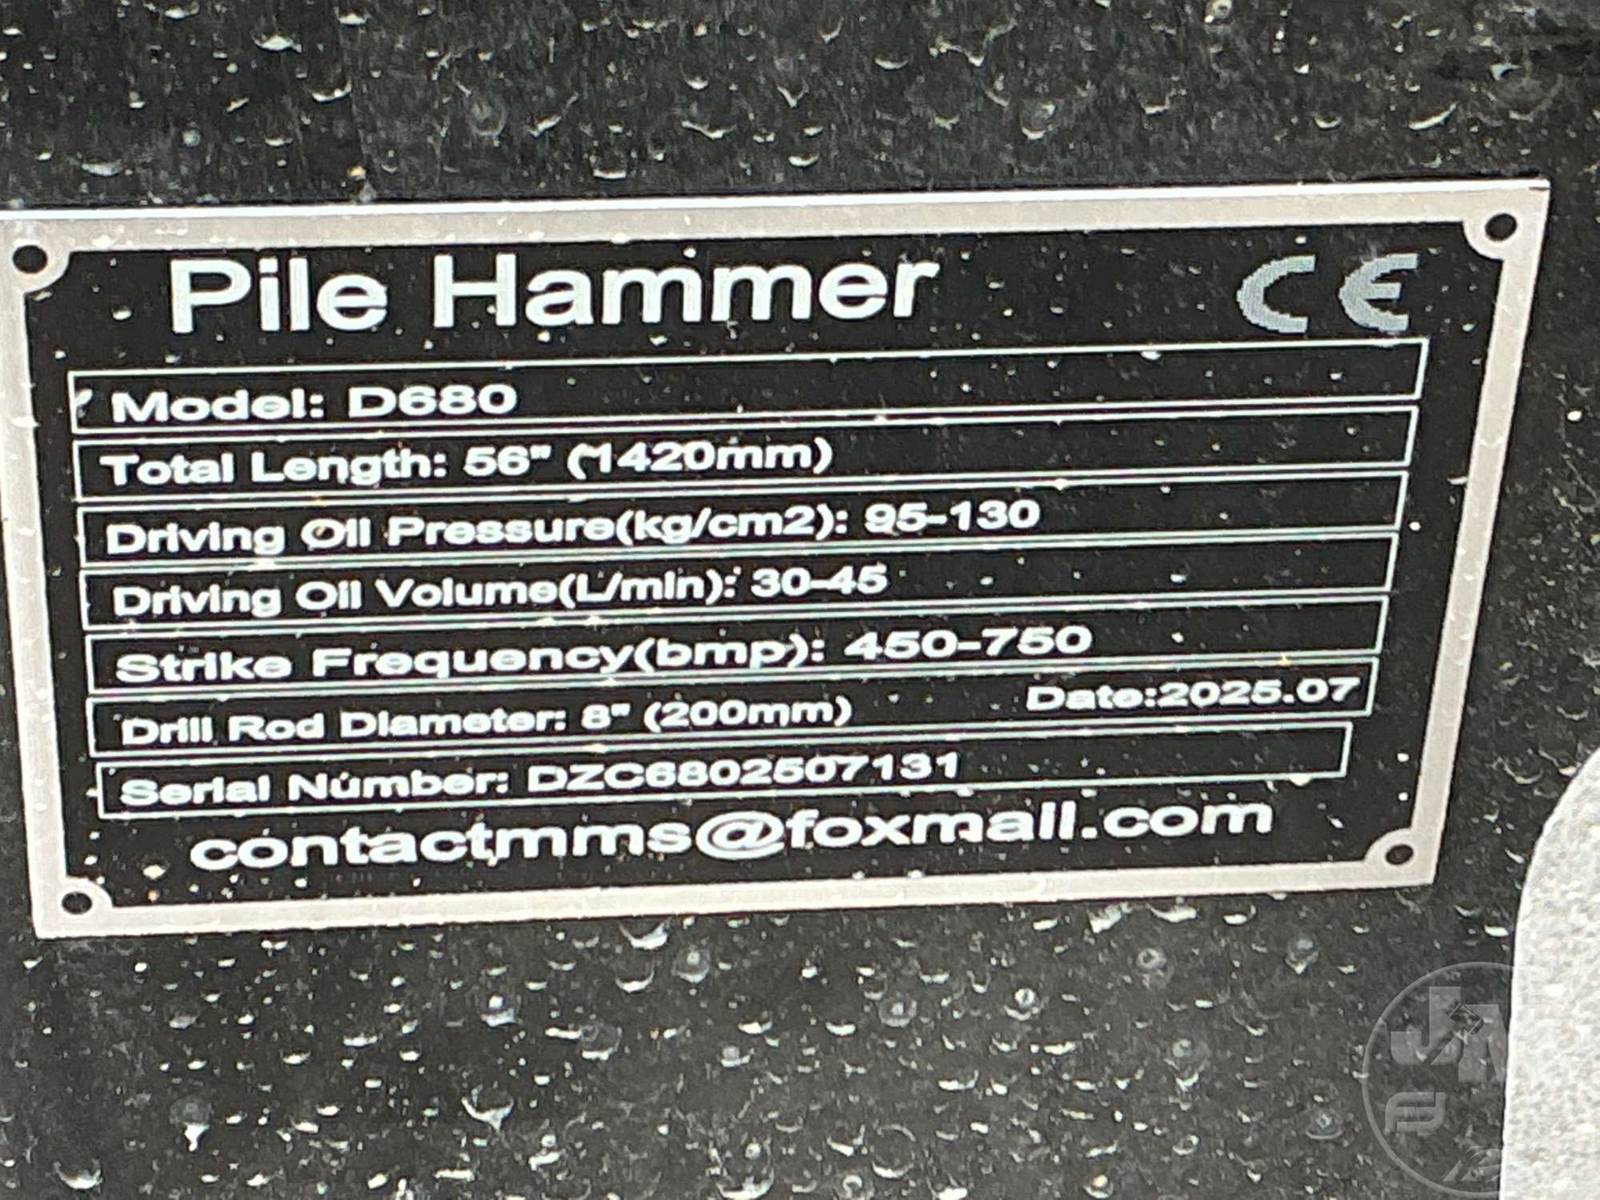 Pile Hammer CE
Model: D680
Total Length: 56" (1420mm)
Driving Oil Pressure(kg/cm2): 95-130
Driving Oil Volume(L/min): 30-45
Strike Frequency(bmp): 450-750
Drill Rod Diameter: 8" (200mm) Date:2025.07
Serial Number: DZC6802507131
contactmms@foxmail.com